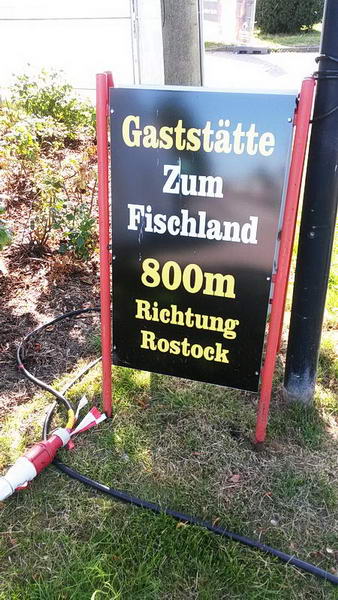 Gaststätte
Zum
Fischland
800m
Richtung
Rostock